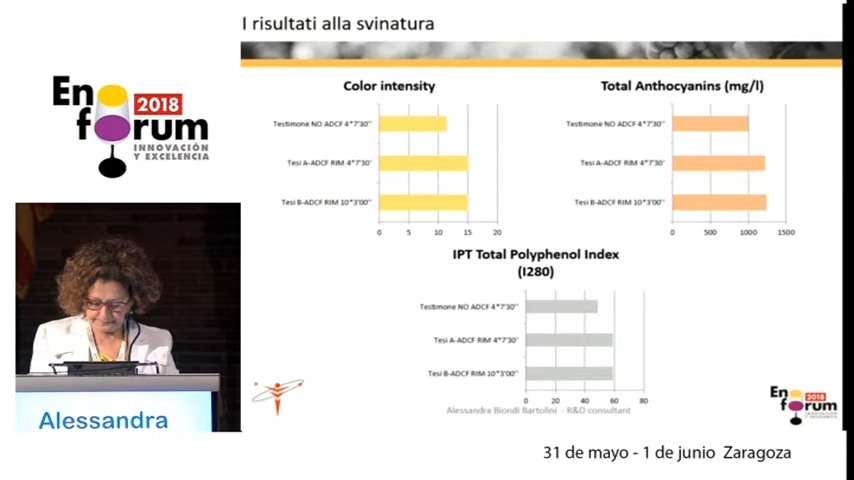 I risultati alla svinatura
En
2018
forum
INNOVACIÓN
Y EXCELENCIA
Color intensity
Testimone NO ADCF 4*7'30''
Tesi A-ADCF RIM 4*7'30'
Tesi B-ADCF RIM 10*3'00''
0 5 10 15 20
Total Anthocyanins (mg/l)
Testimone NO ADCF 4*7'30''
Tesi A-ADCF RIM 4*7'30'
Tesi B-ADCF RIM 10*3'00''
0 500 1000 1500
IPT Total Polyphenol Index
(I280)
Testimone NO ADCF 4*7'30''
Tesi A-ADCF RIM 4*7'30'
Tesi B-ADCF RIM 10*3'00''
0 20 40 60 80
Alessandra Biondi Bartolini - R&D consultant
En
2018
forum
Alessandra
31 de mayo - 1 de junio Zaragoza